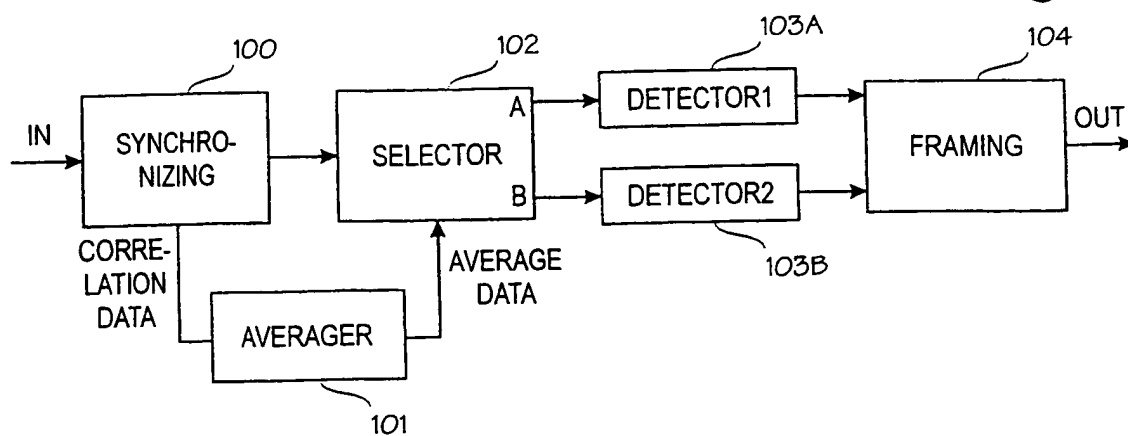 100
102
103A
104
IN
SYNCHRO-
NIZING
SELECTOR
A
B
DETECTOR1
DETECTOR2
FRAMING
OUT
103B
CORRE-
LATION
DATA
AVERAGE
DATA
AVERAGER
101